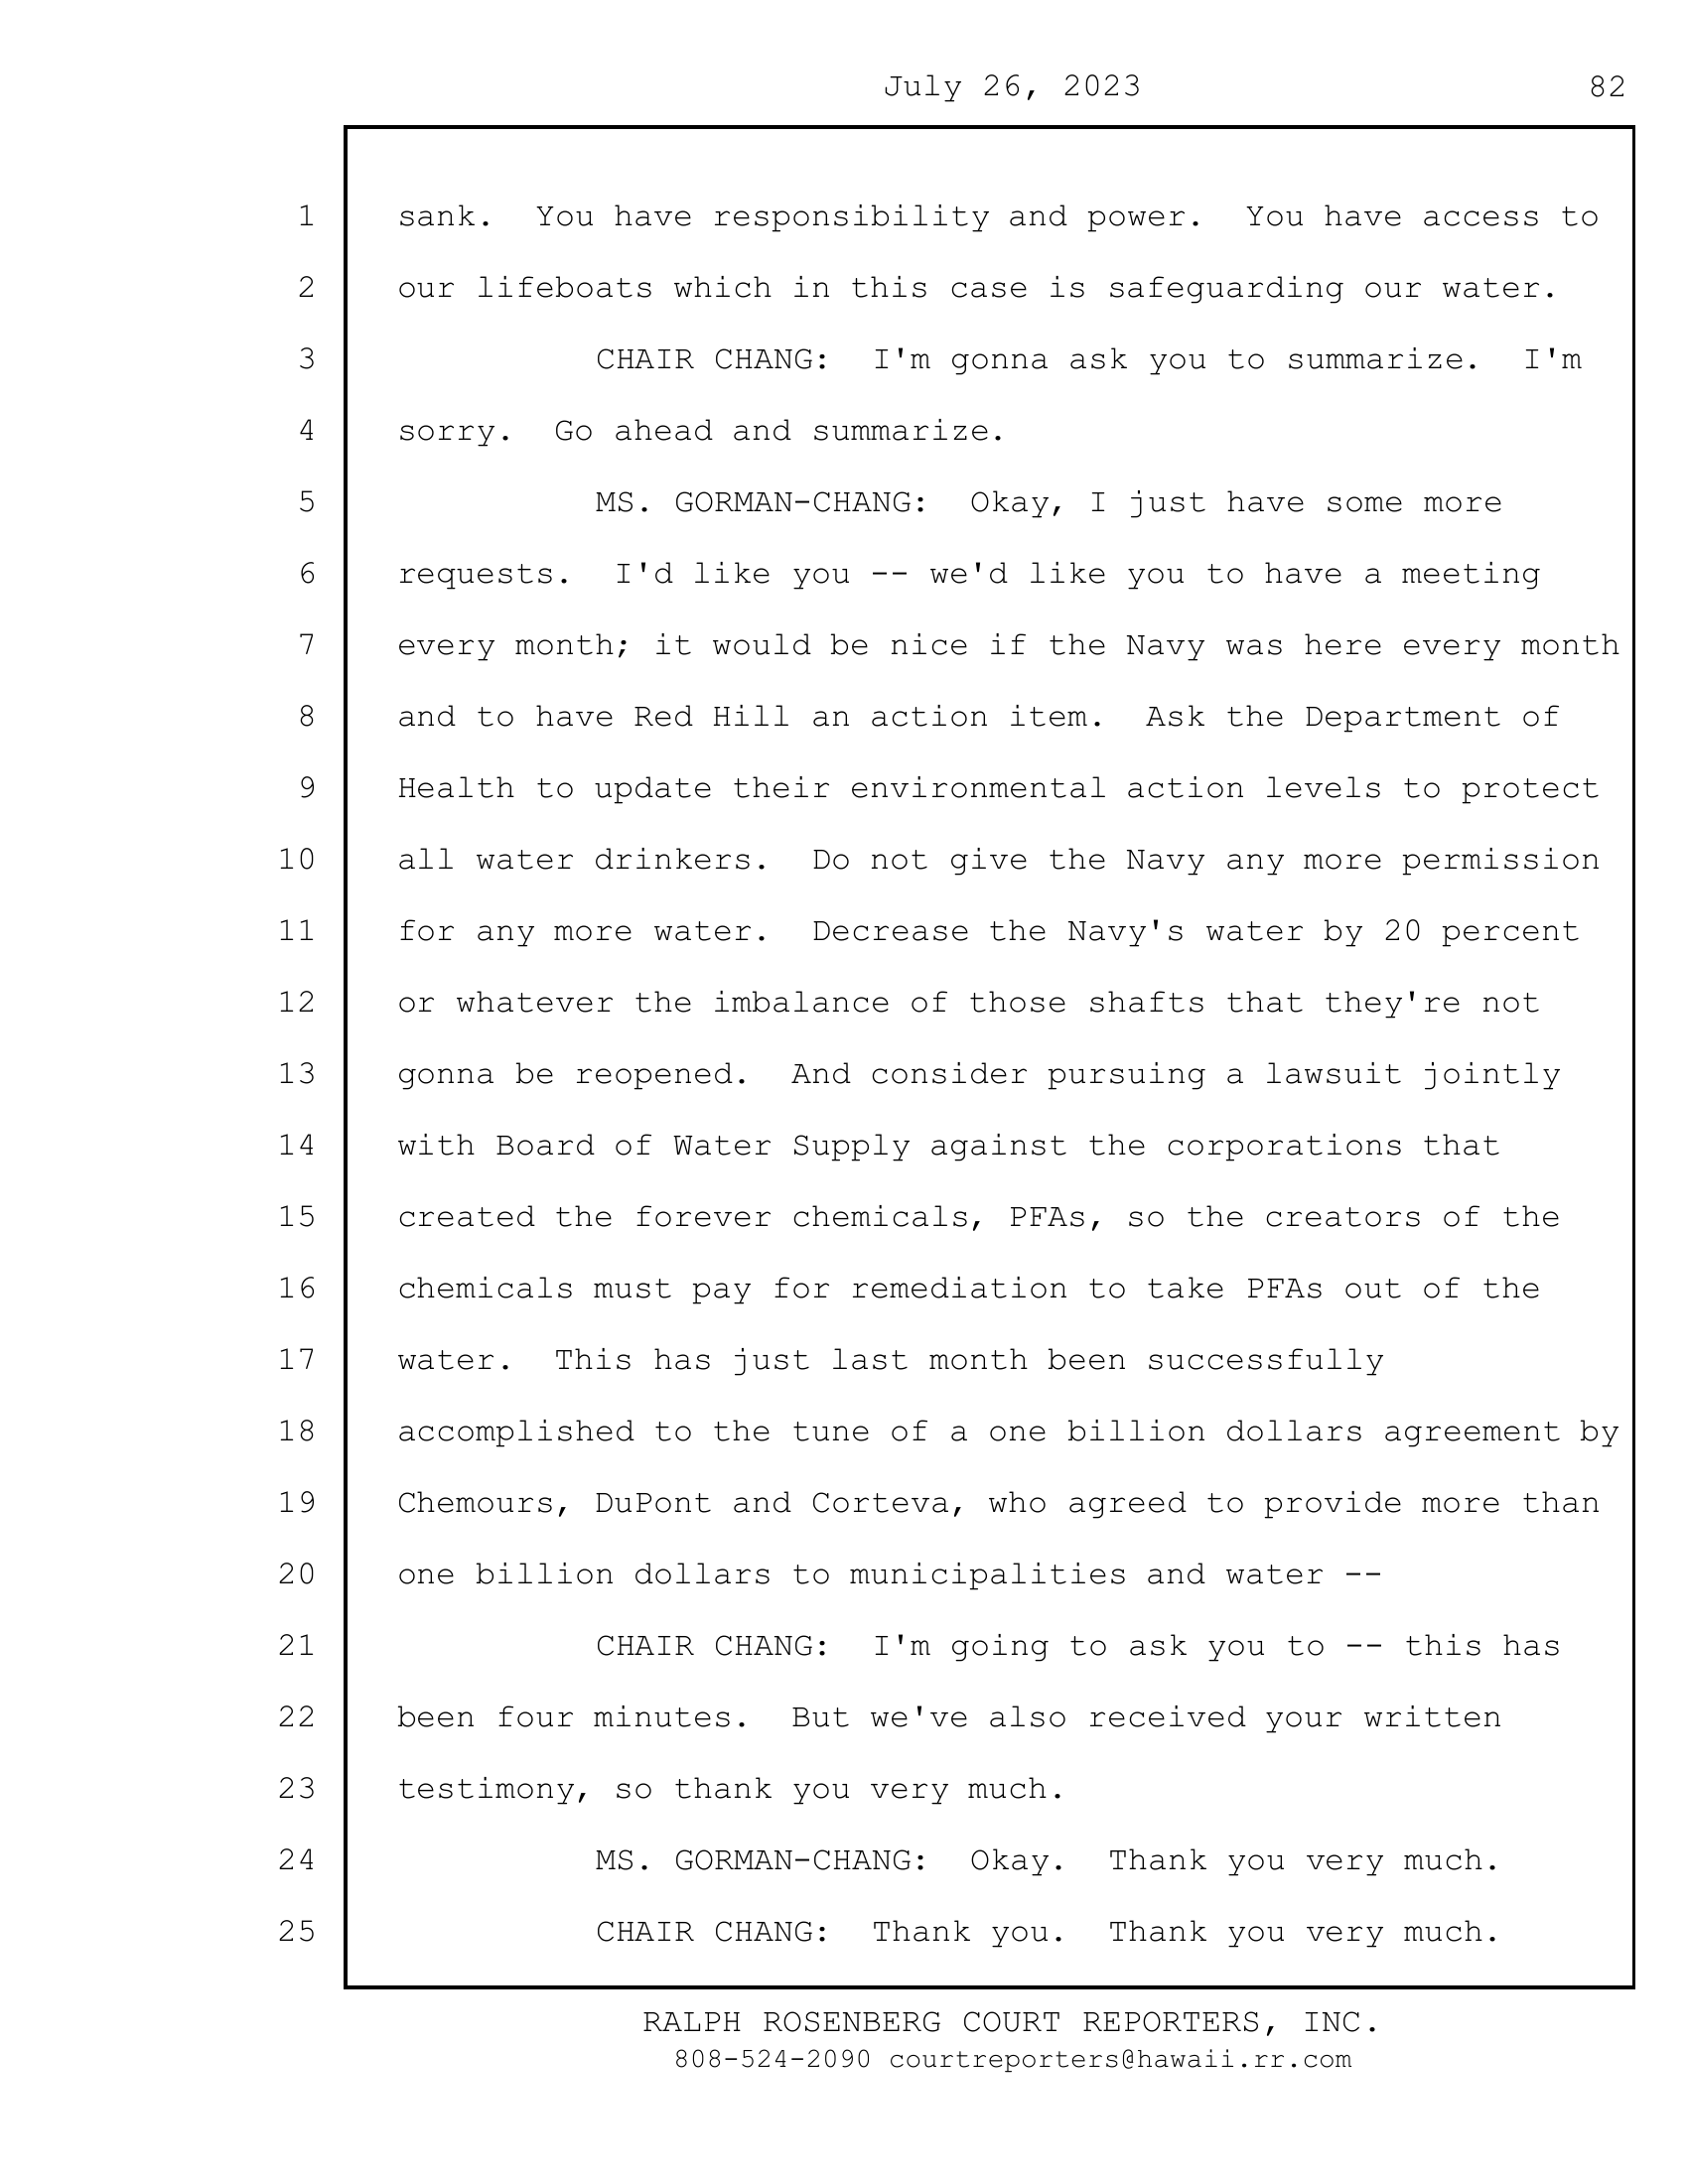 July 26, 2023 82
1 sank.  You have responsibility and power.  You have access to
2 our lifeboats which in this case is safeguarding our water.
3 CHAIR CHANG:  I'm gonna ask you to summarize.  I'm
4 sorry.  Go ahead and summarize.
5 MS. GORMAN-CHANG:  Okay, I just have some more
6 requests.  I'd like you -- we'd like you to have a meeting
7 every month; it would be nice if the Navy was here every month
8 and to have Red Hill an action item.  Ask the Department of
9 Health to update their environmental action levels to protect
10 all water drinkers.  Do not give the Navy any more permission
11 for any more water.  Decrease the Navy's water by 20 percent
12 or whatever the imbalance of those shafts that they're not
13 gonna be reopened.  And consider pursuing a lawsuit jointly
14 with Board of Water Supply against the corporations that
15 created the forever chemicals, PFAs, so the creators of the
16 chemicals must pay for remediation to take PFAs out of the
17 water.  This has just last month been successfully
18 accomplished to the tune of a one billion dollars agreement by
19 Chemours, DuPont and Corteva, who agreed to provide more than
20 one billion dollars to municipalities and water --
21 CHAIR CHANG:  I'm going to ask you to -- this has
22 been four minutes.  But we've also received your written
23 testimony, so thank you very much.
24 MS. GORMAN-CHANG:  Okay.  Thank you very much.
25 CHAIR CHANG:  Thank you.  Thank you very much.
RALPH ROSENBERG COURT REPORTERS, INC.
808-524-2090 courtreporters@hawaii.rr.com